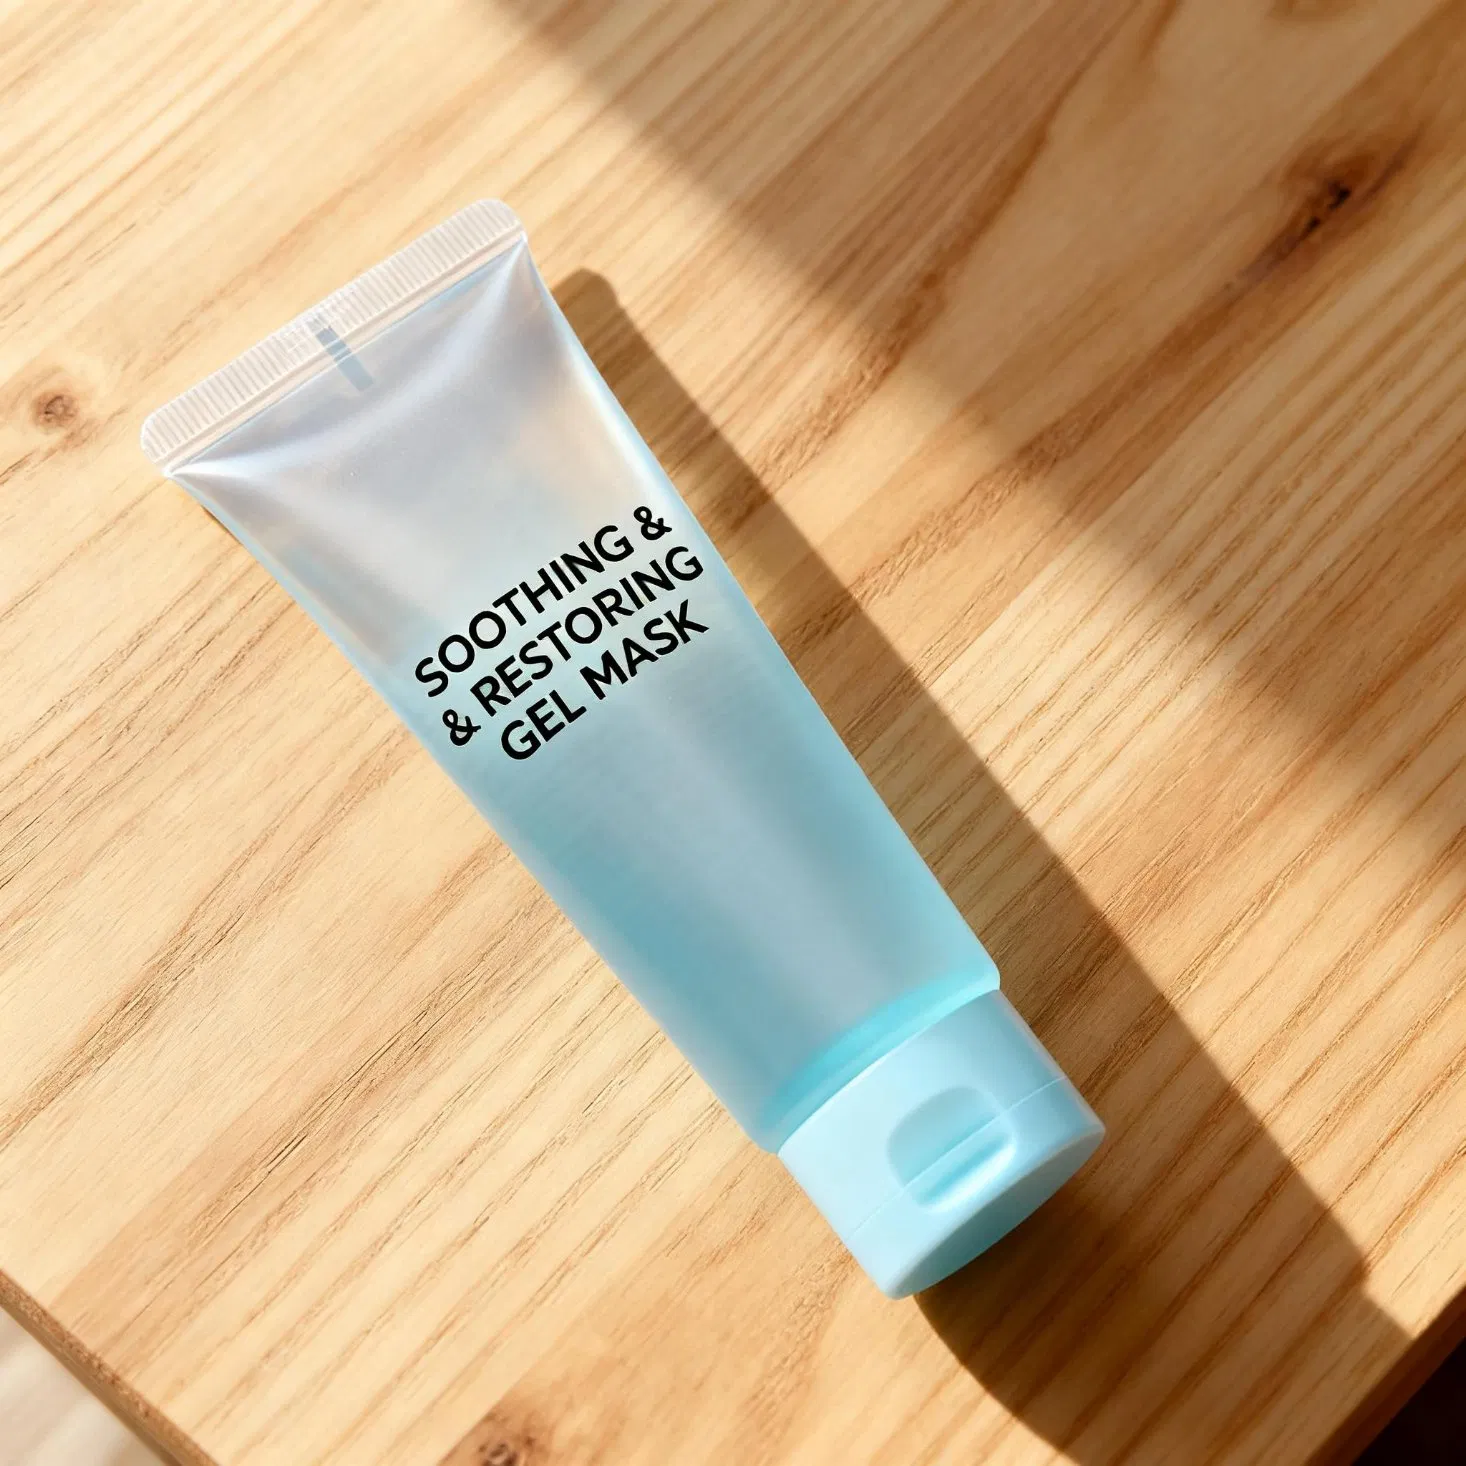 SOOTHING &
& RESTORING
GEL MASK